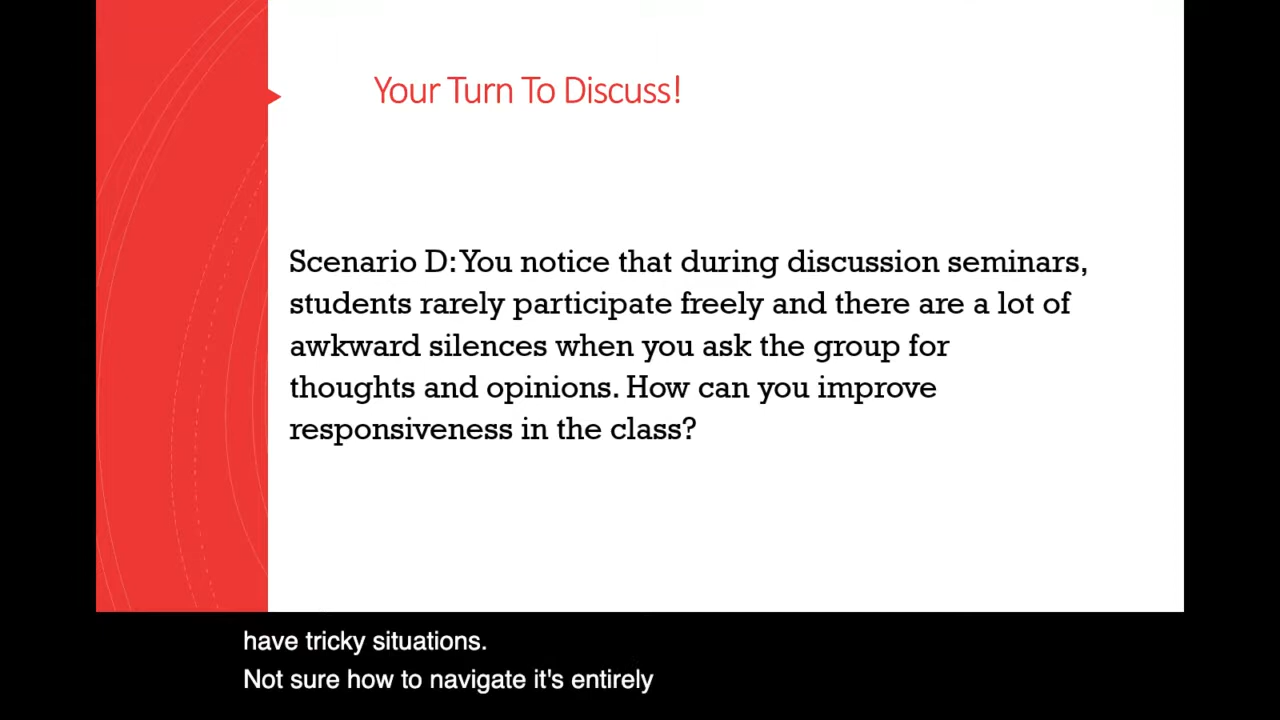 Your Turn To Discuss!
Scenario D: You notice that during discussion seminars,
students rarely participate freely and there are a lot of
awkward silences when you ask the group for
thoughts and opinions. How can you improve
responsiveness in the class?
have tricky situations.
Not sure how to navigate it's entirely